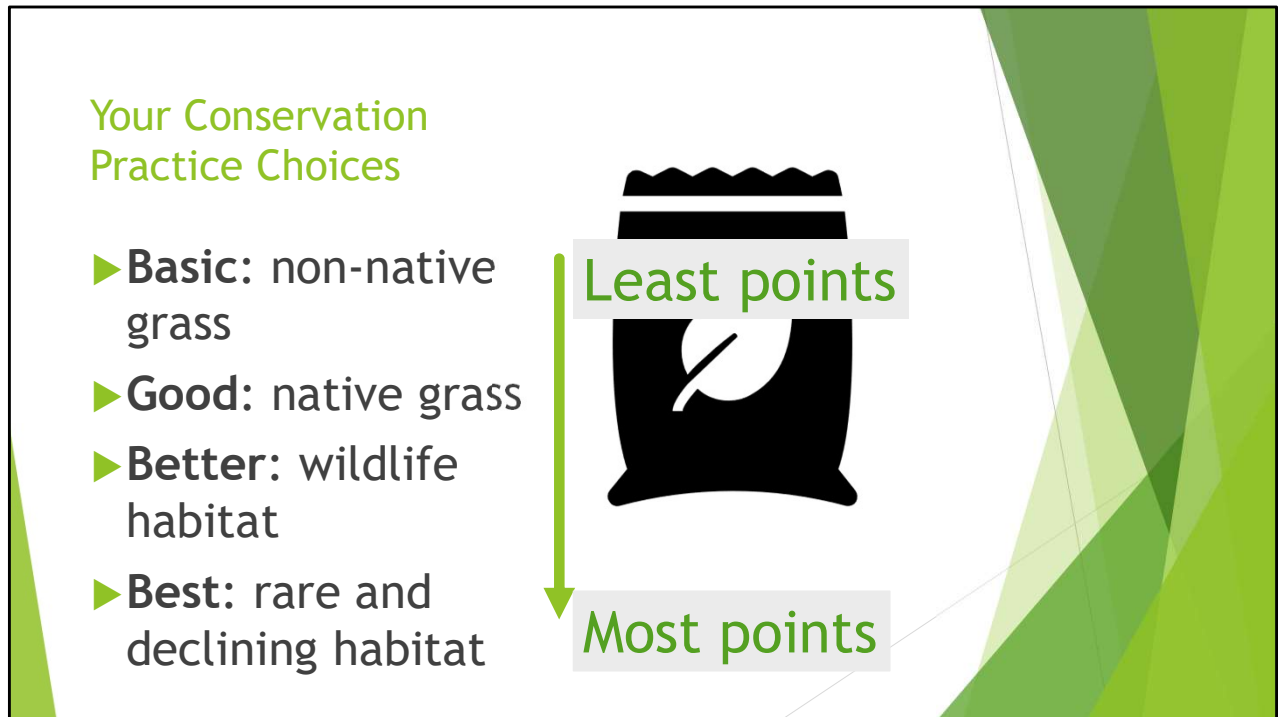 Your Conservation
Practice Choices
Basic: non-native
grass
Good: native grass
Better: wildlife
habitat
Best: rare and
declining habitat
Least points
Most points